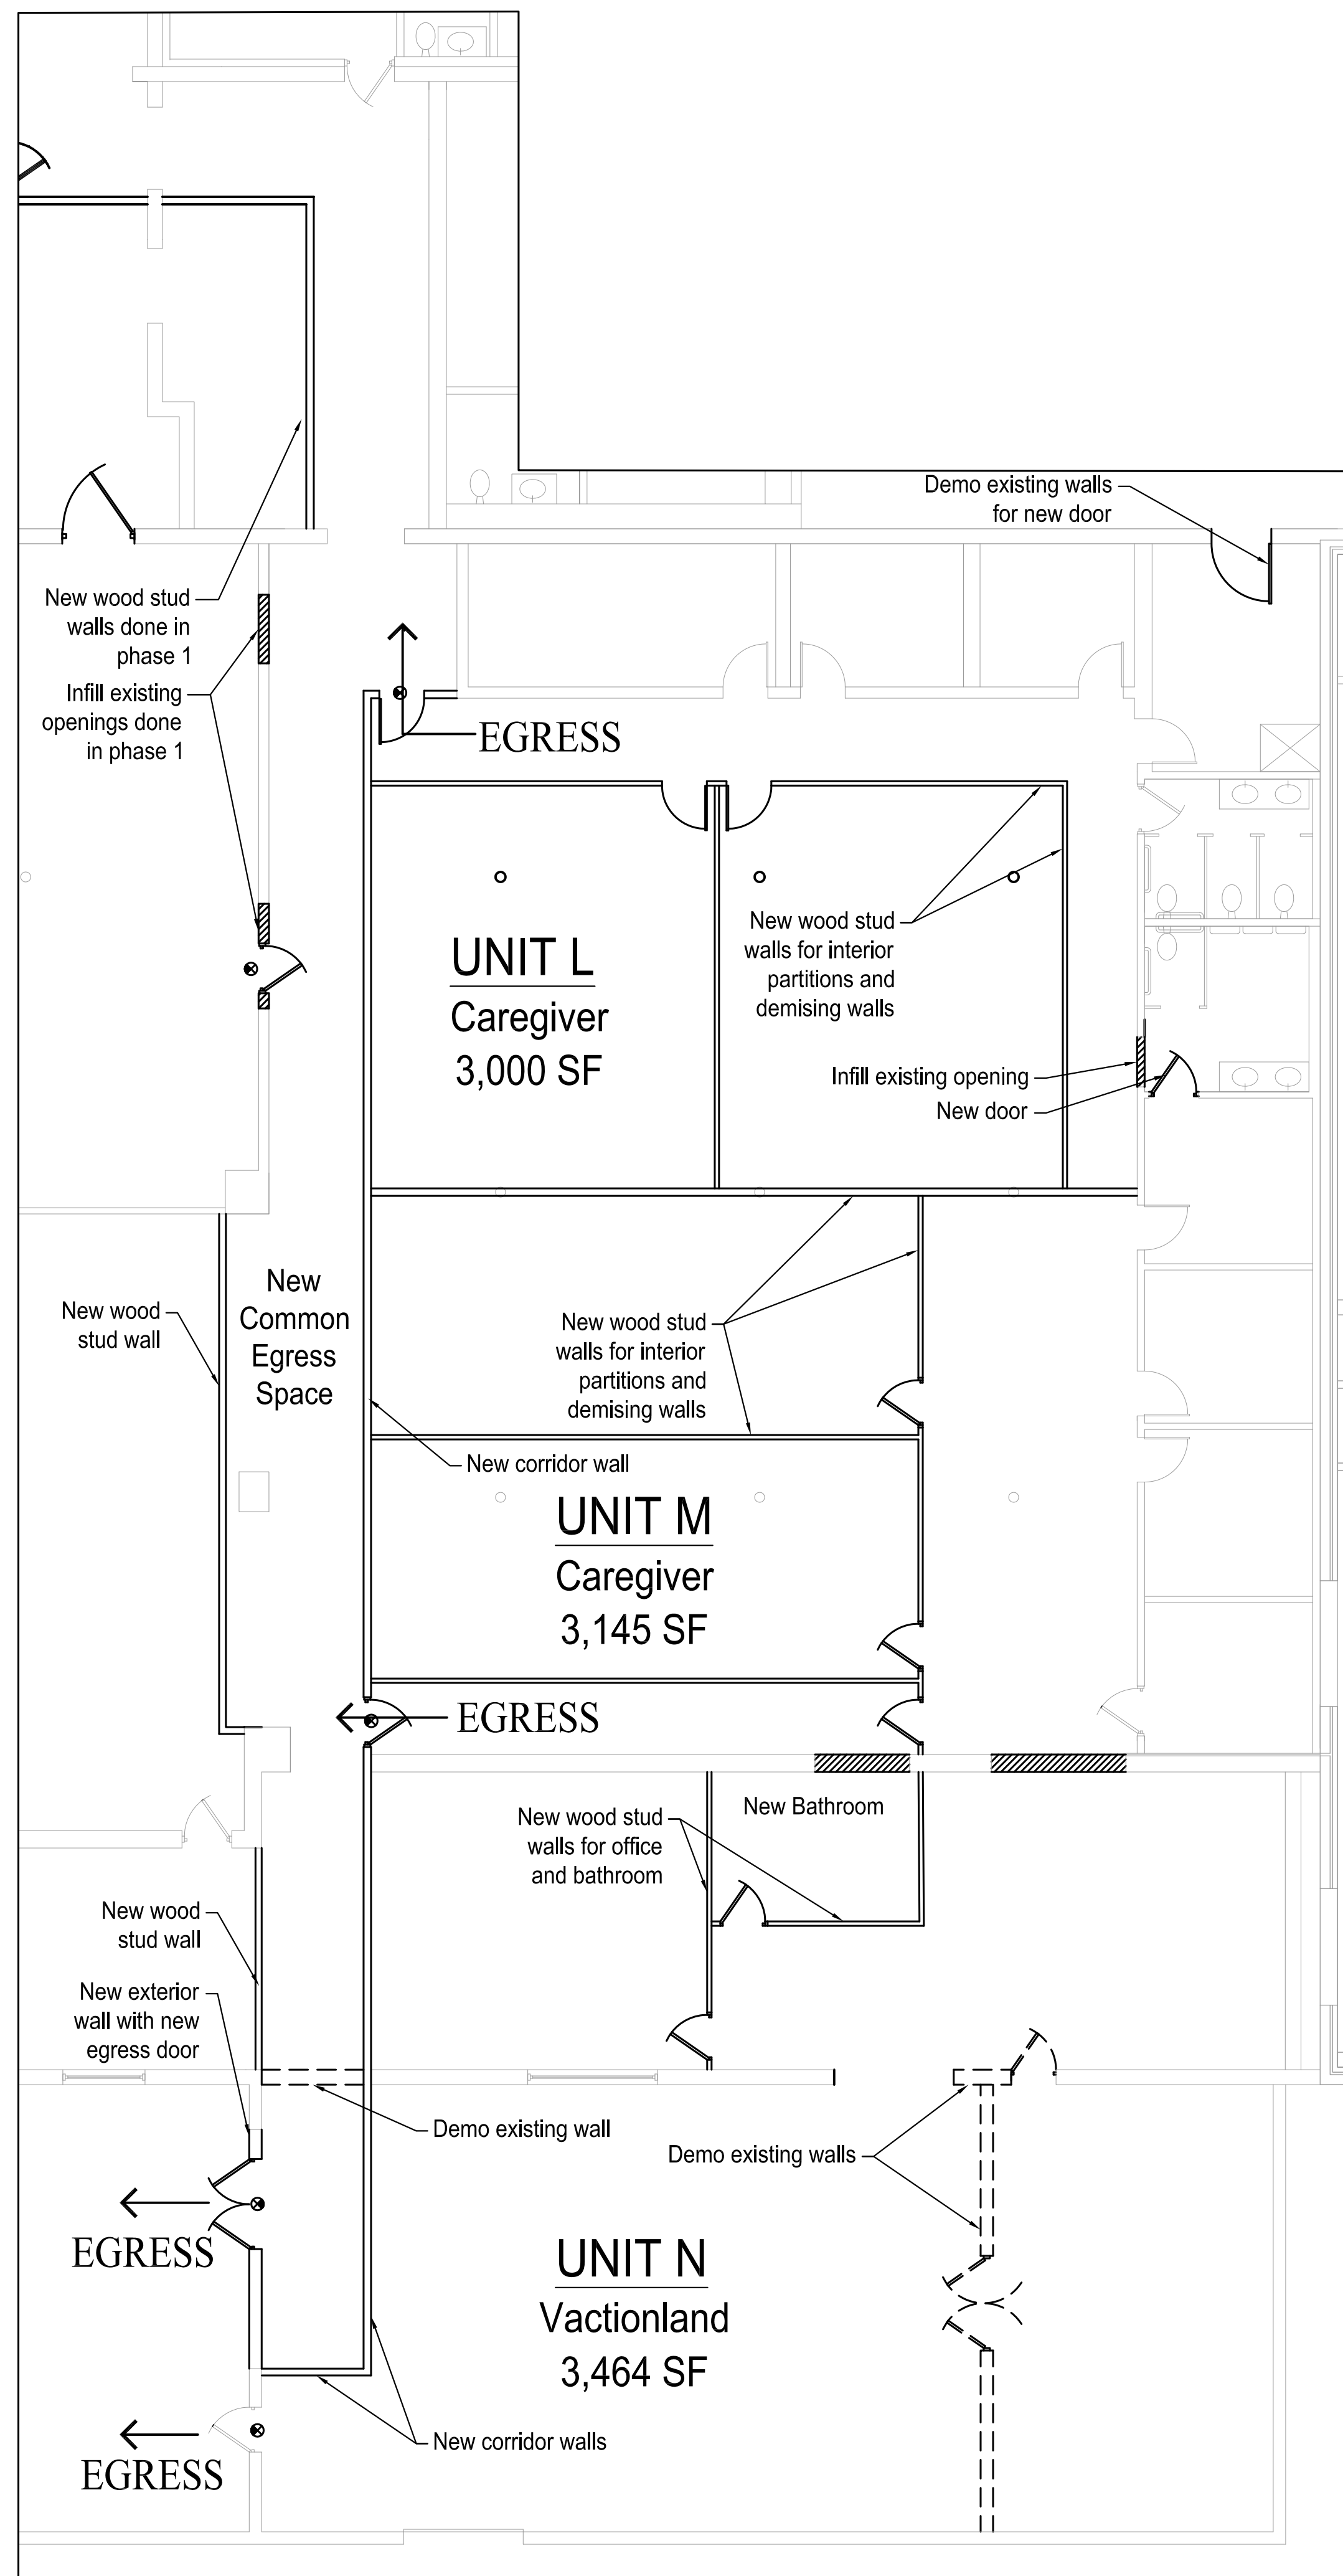 Demo existing walls
for new door
New wood stud
walls done in
phase 1
Infill existing
openings done
in phase 1
EGRESS
UNIT L
Caregiver
3,000 SF
New wood stud
walls for interior
partitions and
demising walls
Infill existing opening
New door
New
Common
Egress
Space
New wood
stud wall
New wood stud
walls for interior
partitions and
demising walls
New corridor wall
UNIT M
Caregiver
3,145 SF
EGRESS
New wood stud
walls for office
and bathroom
New Bathroom
New wood
stud wall
New exterior
wall with new
egress door
Demo existing wall
Demo existing walls
EGRESS
UNIT N
Vactionland
3,464 SF
New corridor walls
EGRESS